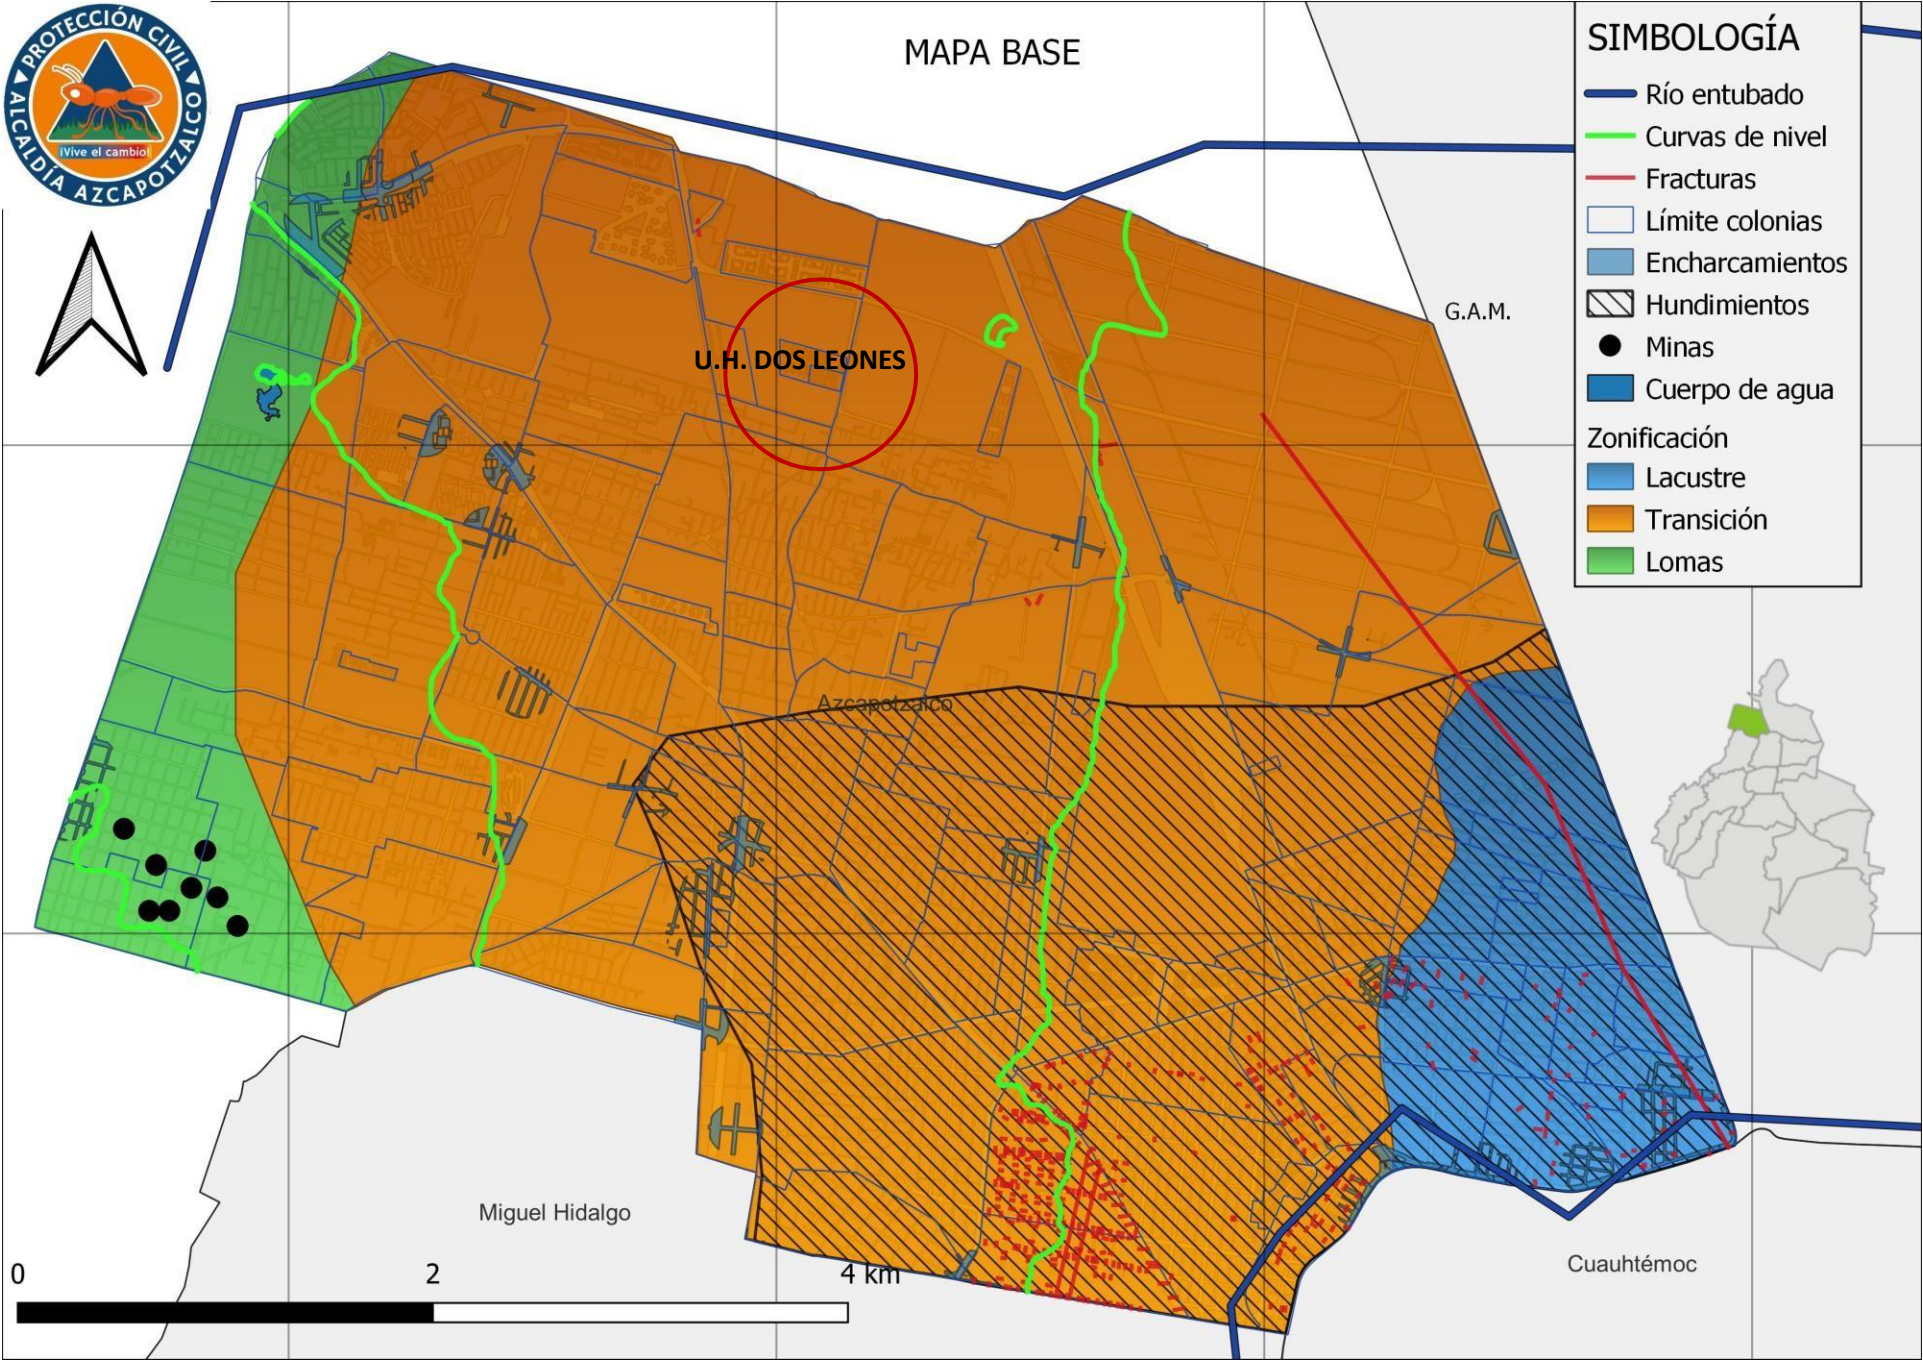 PROTECCIÓN CIVIL
ALCALDÍA AZCAPOTZALCO
¡Vive el cambio!
MAPA BASE
SIMBOLOGÍA
Río entubado
Curvas de nivel
Fracturas
Límite colonias
Encharcamientos
Hundimientos
Minas
Cuerpo de agua
Zonificación
Lacustre
Transición
Lomas
G.A.M.
U.H. DOS LEONES
Azcapotzalco
Miguel Hidalgo
Cuauhtémoc
0 2 4 km